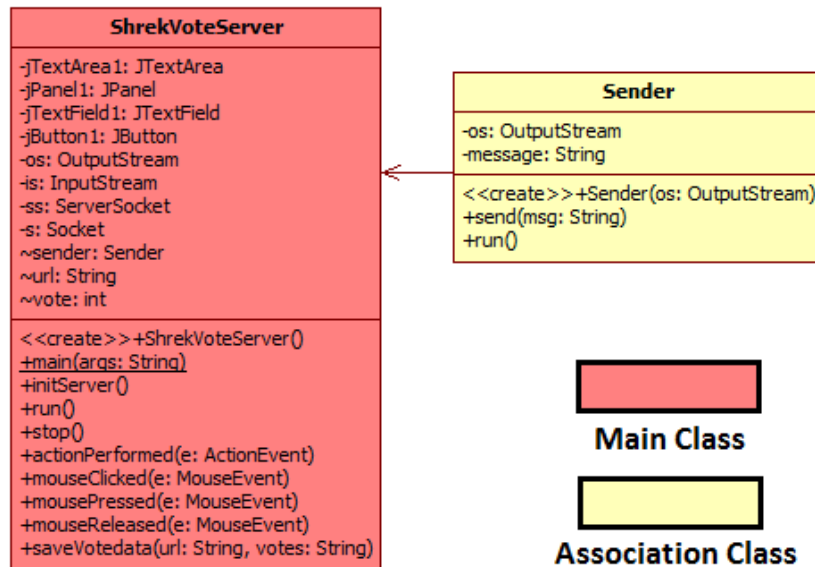 ShrekVoteServer
-jTextArea1: JTextArea
-jPanel1: JPanel
-jTextField1: JTextField
-jButton1: JButton
-os: OutputStream
-is: InputStream
-ss: ServerSocket
-s: Socket
~sender: Sender
~url: String
~vote: int
<<create>>+ShrekVoteServer()
+main(args: String)
+initServer()
+run()
+stop()
+actionPerformed(e: ActionEvent)
+mouseClicked(e: MouseEvent)
+mousePressed(e: MouseEvent)
+mouseReleased(e: MouseEvent)
+saveVotedata(url: String, votes: String)
Sender
-os: OutputStream
-message: String
<<create>>+Sender(os: OutputStream)
+send(msg: String)
+run()
Main Class
Association Class